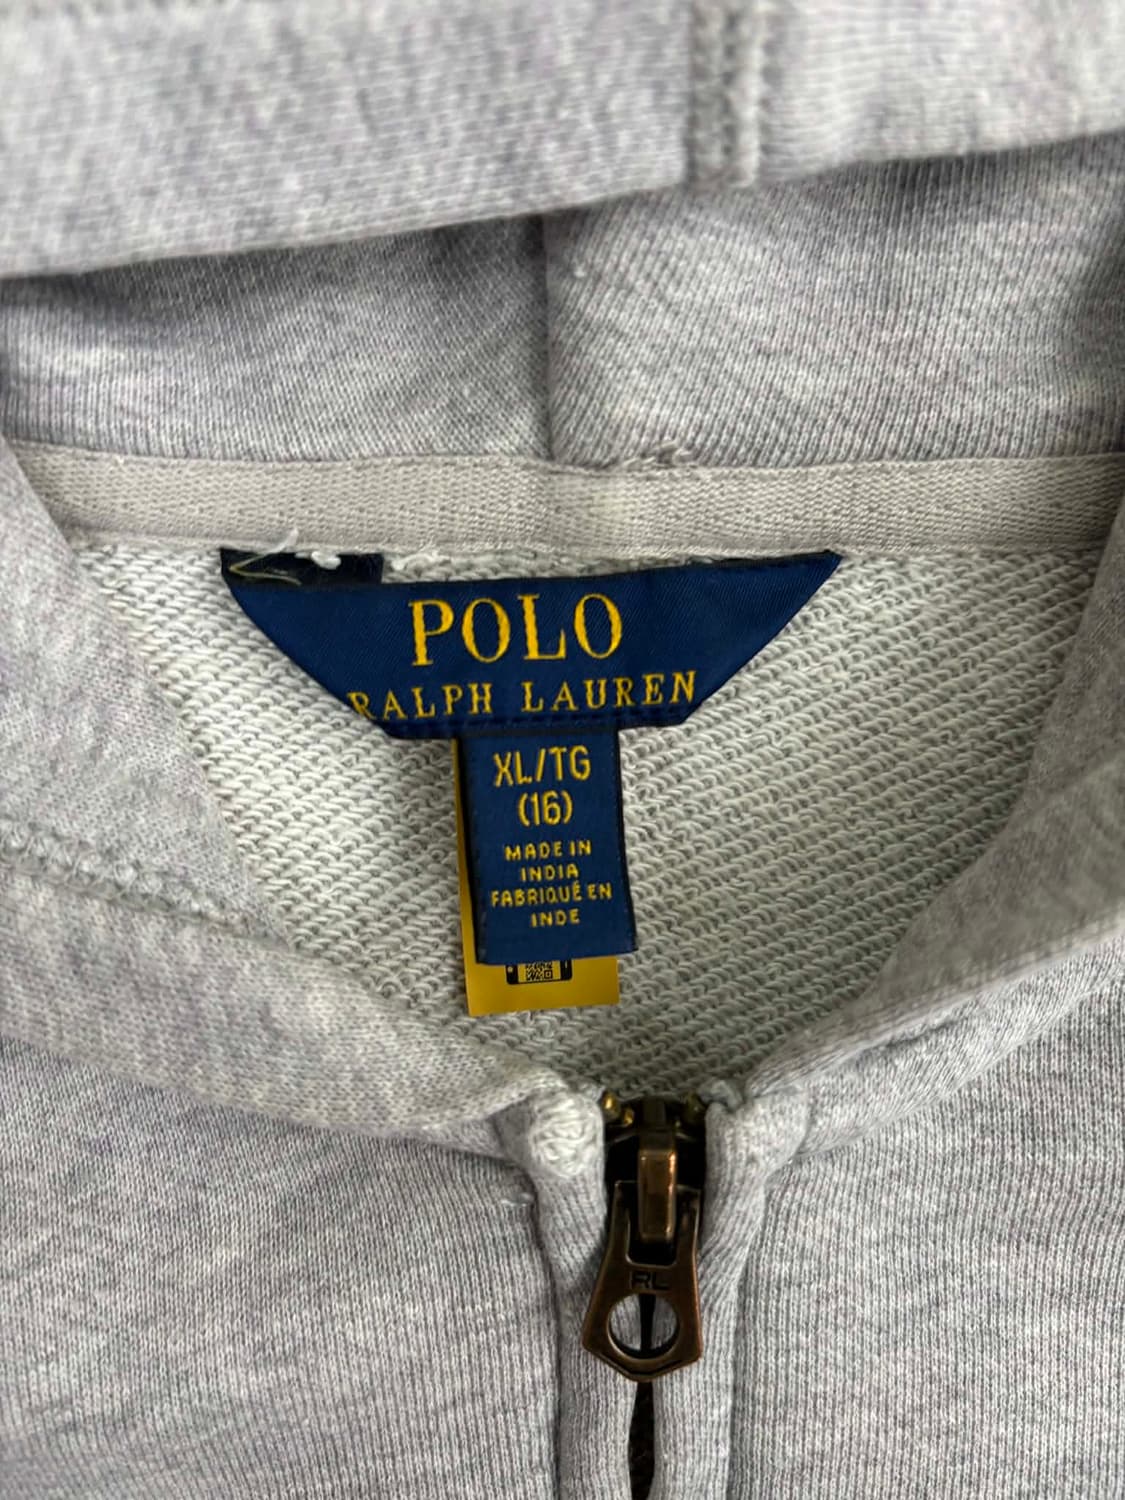 POLO
RALPH LAUREN
XL/TG
(16)
MADE IN
INDIA
FABRIQUÉ EN
INDE
RL